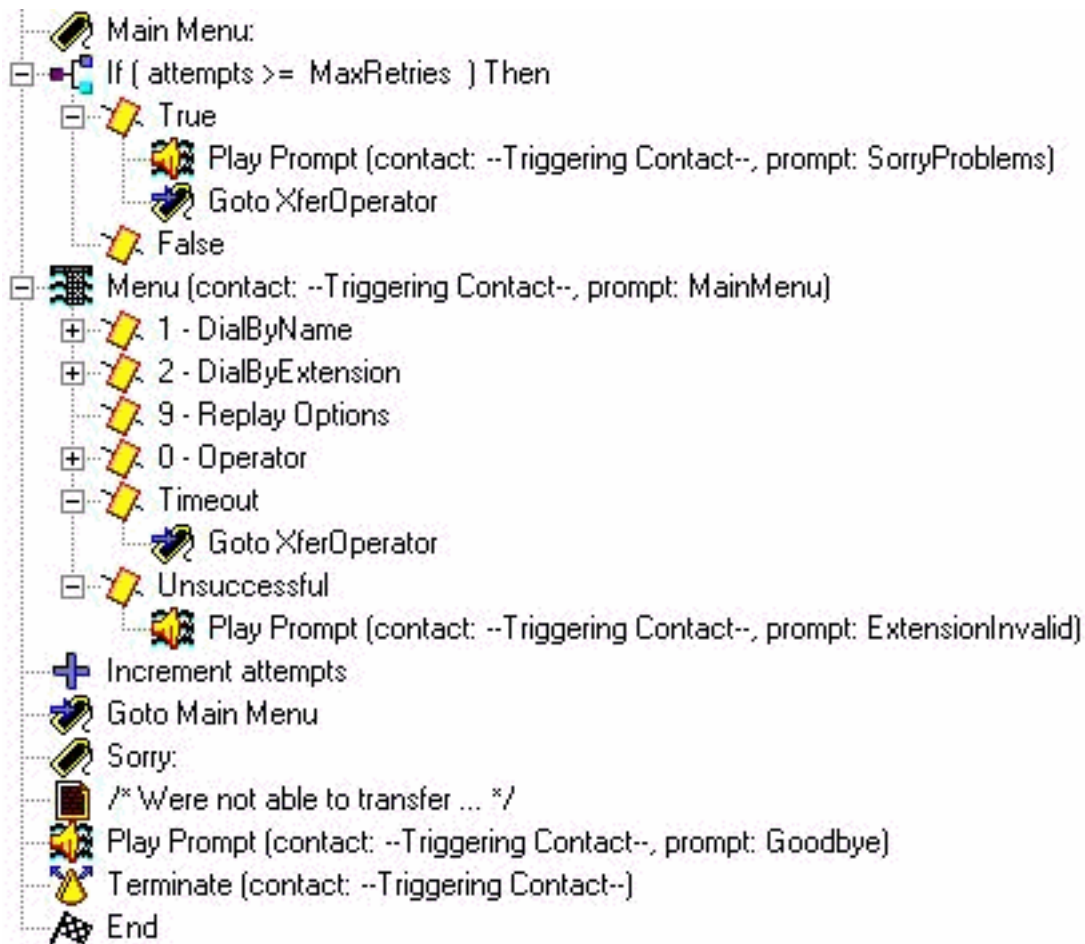 Main Menu:
If ( attempts >= MaxRetries ) Then
True
Play Prompt (contact: --Triggering Contact--, prompt: SorryProblems)
Goto XferOperator
False
Menu (contact: --Triggering Contact--, prompt: MainMenu)
1 - DialByName
2 - DialByExtension
9 - Replay Options
0 - Operator
Timeout
Goto XferOperator
Unsuccessful
Play Prompt (contact: --Triggering Contact--, prompt: ExtensionInvalid)
Increment attempts
Goto Main Menu
Sorry:
/* Were not able to transfer ... */
Play Prompt (contact: --Triggering Contact--, prompt: Goodbye)
Terminate (contact: --Triggering Contact--)
End